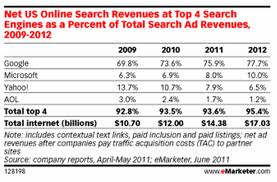 Net US Online Search Revenues at Top 4 Search
Engines as a Percent of Total Search Ad Revenues,
2009-2012
2009 2010 2011 2012
Google 69.8% 73.6% 75.9% 77.7%
Microsoft 6.3% 6.9% 8.0% 10.0%
Yahoo! 13.7% 10.7% 7.9% 6.5%
AOL 3.0% 2.4% 1.7% 1.2%
Total top 4 92.8% 93.5% 93.6% 95.4%
Total internet (billions) $10.70 $12.00 $14.38 $17.03
Note: includes contextual text links, paid inclusion and paid listings; net ad
revenues after companies pay traffic acquisition costs (TAC) to partner
sites
Source: company reports, April-May 2011; eMarketer, June 2011
128198 www.eMarketer.com